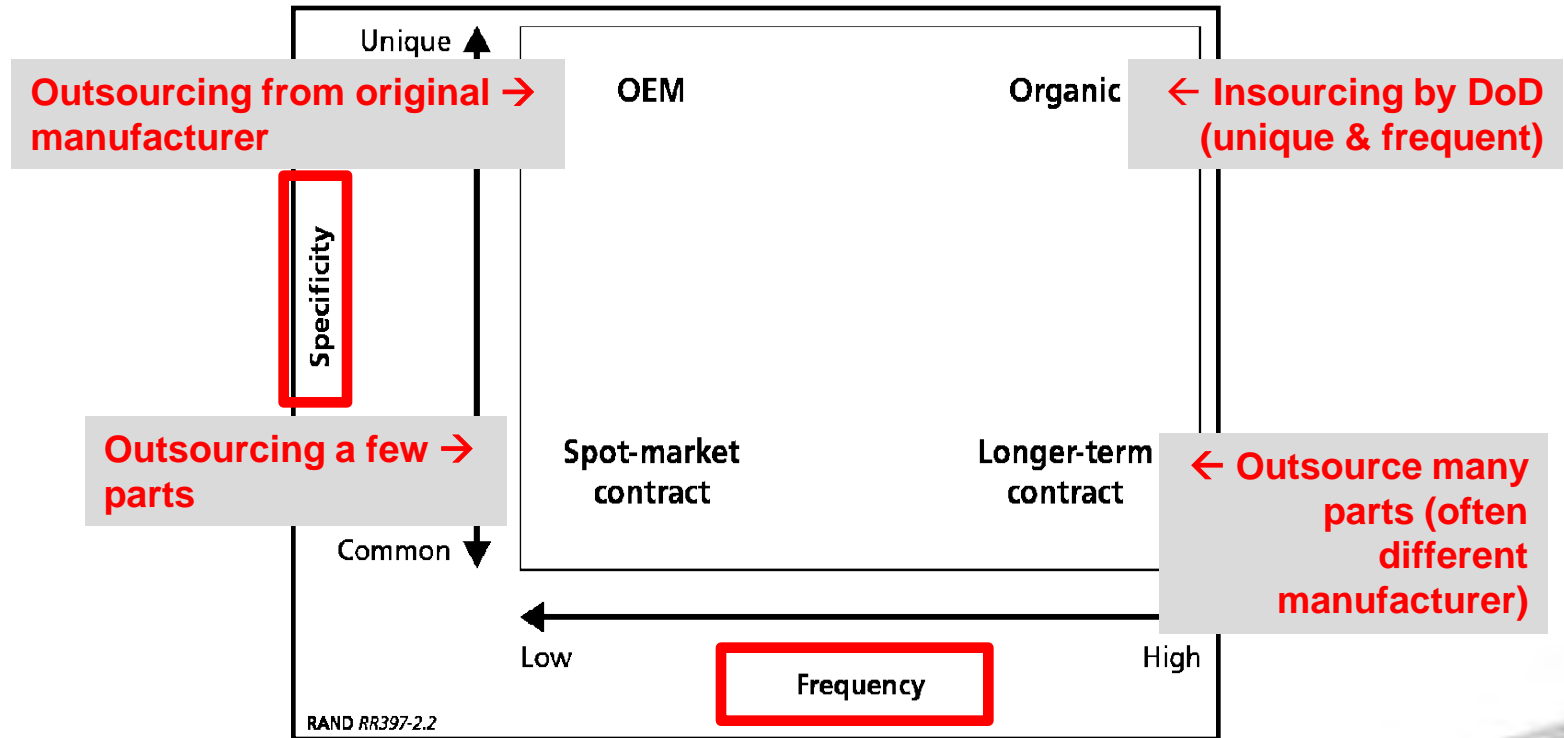 Unique
Outsourcing from original →
manufacturer
OEM
Organic
← Insourcing by DoD
(unique & frequent)
Specificity
Outsourcing a few →
parts
Spot-market
contract
Longer-term
contract
← Outsource many
parts (often
different
manufacturer)
Common
Low
High
Frequency
RAND RR397-2.2